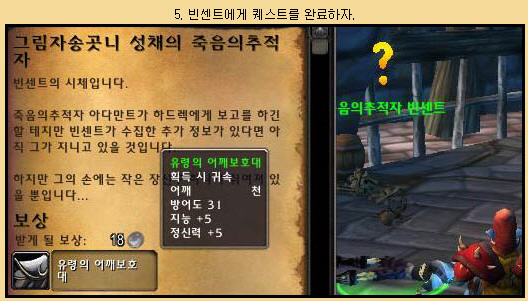 5. 빈센트에게 퀘스트를 완료하자.
그림자송곳니 성채의 죽음의추적
자
빈센트의 시체입니다.
죽음의추적자 아다만트가 하드렉에게 보고를 하긴
할 테지만 빈센트가 수집한 추가 정보가 있다면 아
직 그가 지니고 있을 것입니다.
하지만 그의 손에는 작은
을 뿐입니다...
보상
받게 될 보상: 18
유령의 어깨보호
대
유령의 어깨보호대
획득 시 귀속
어깨 천
방어도 31
지능 +5
정신력 +5
음의추적자 빈센트